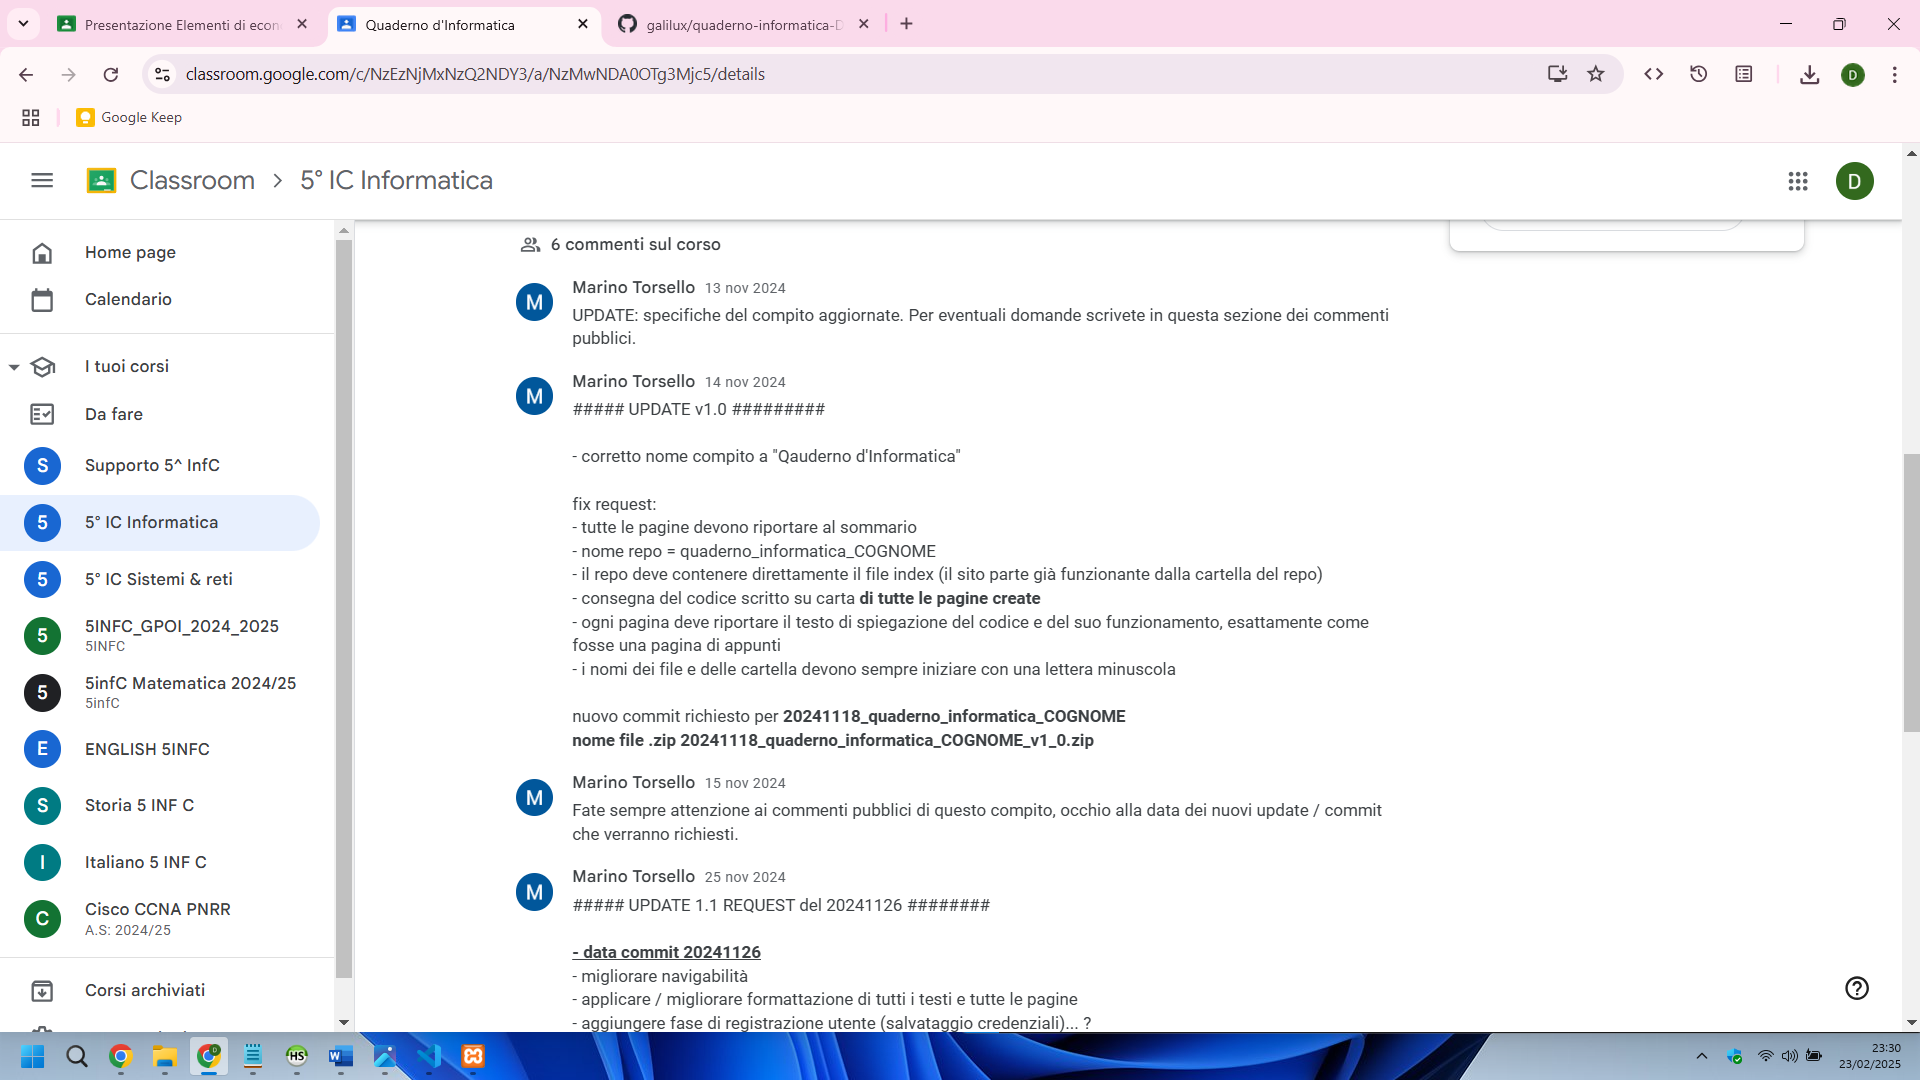 Presentazione Elementi di econ
Quaderno d'Informatica
galilux/quaderno-informatica-D
classroom.google.com/c/NzEzNjMxNzQ2NDY3/a/NzMwNDA0OTg3Mjc5/details
D
Google Keep
Classroom
5° IC Informatica
D
Home page
Calendario
I tuoi corsi
Da fare
S
Supporto 5^ InfC
5
5° IC Informatica
5
5° IC Sistemi & reti
5
5INFC_GPOI_2024_2025
5INFC
5
5infC Matematica 2024/25
5infC
E
ENGLISH 5INFC
S
Storia 5 INF C
I
Italiano 5 INF C
C
Cisco CCNA PNRR
A.S: 2024/25
Corsi archiviati
6 commenti sul corso
M
Marino Torsello 13 nov 2024
UPDATE: specifiche del compito aggiornate. Per eventuali domande scrivete in questa sezione dei commenti
pubblici.
M
Marino Torsello 14 nov 2024
##### UPDATE v1.0 #########
- corretto nome compito a "Qauderno d'Informatica"
fix request:
- tutte le pagine devono riportare al sommario
- nome repo = quaderno_informatica_COGNOME
- il repo deve contenere direttamente il file index (il sito parte già funzionante dalla cartella del repo)
- consegna del codice scritto su carta di tutte le pagine create
- ogni pagina deve riportare il testo di spiegazione del codice e del suo funzionamento, esattamente come
fosse una pagina di appunti
- i nomi dei file e delle cartella devono sempre iniziare con una lettera minuscola
nuovo commit richiesto per 20241118_quaderno_informatica_COGNOME
nome file .zip 20241118_quaderno_informatica_COGNOME_v1_0.zip
M
Marino Torsello 15 nov 2024
Fate sempre attenzione ai commenti pubblici di questo compito, occhio alla data dei nuovi update / commit
che verranno richiesti.
M
Marino Torsello 25 nov 2024
##### UPDATE 1.1 REQUEST del 20241126 ########
- data commit 20241126
- migliorare navigabilità
- applicare / migliorare formattazione di tutti i testi e tutte le pagine
- aggiungere fase di registrazione utente (salvataggio credenziali)... ?
D
HS
W
23:30
23/02/2025